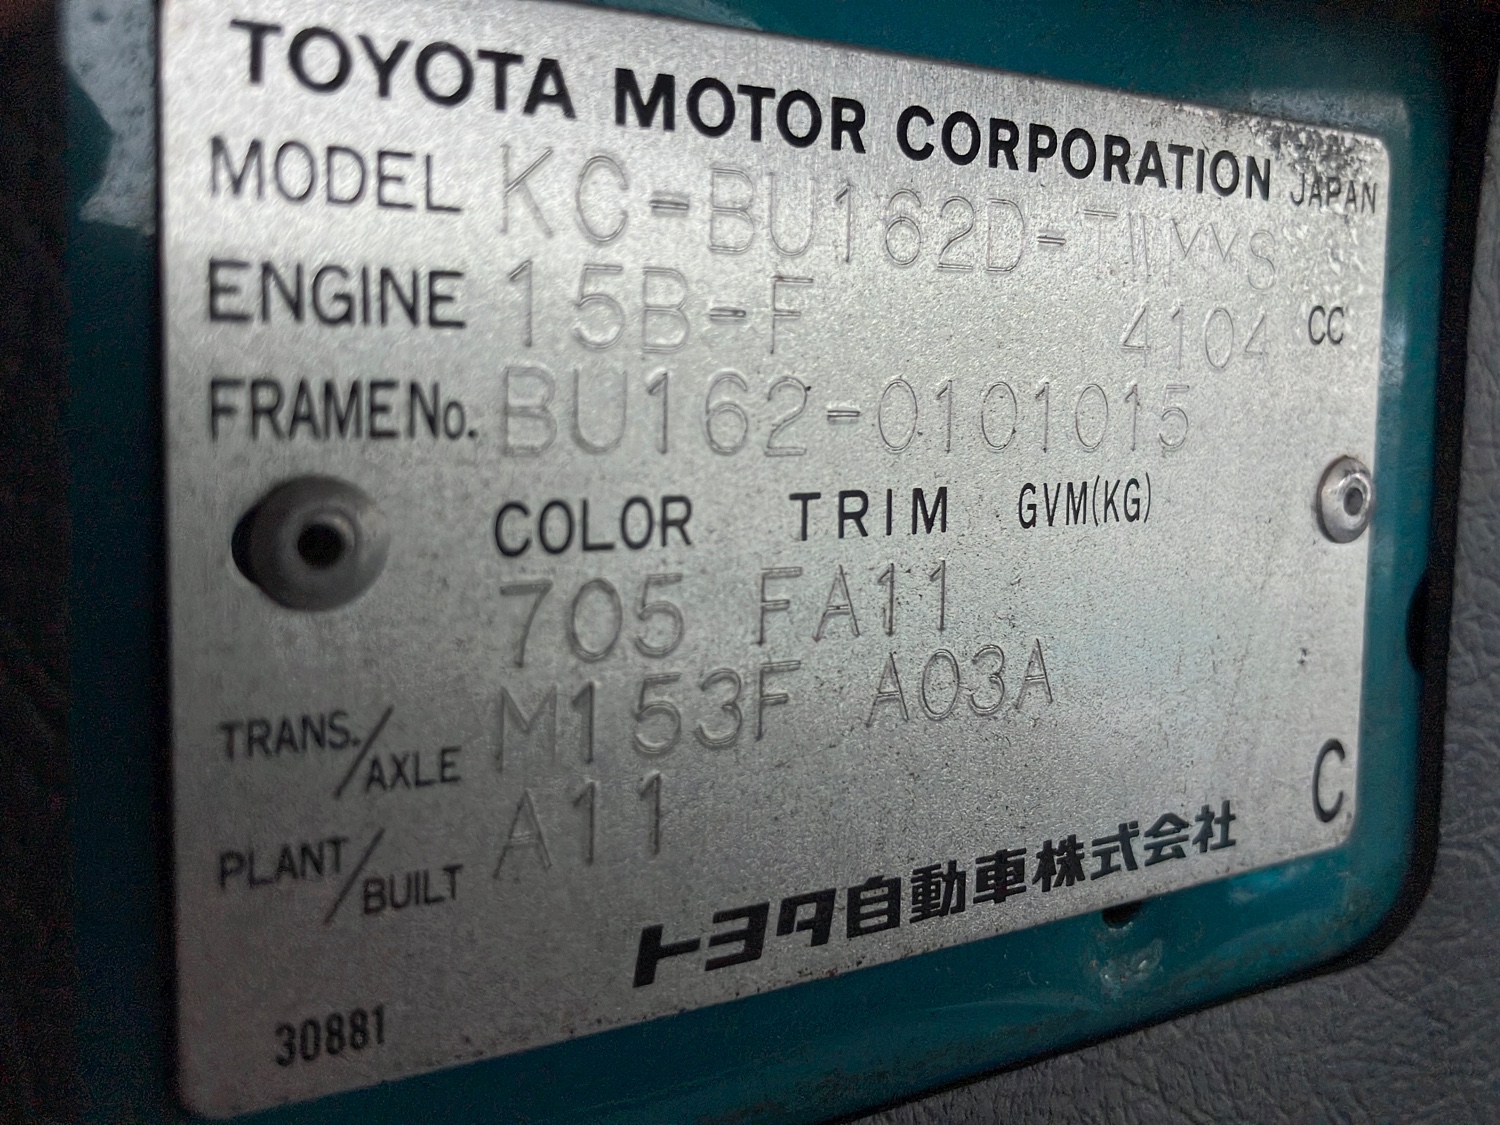 TOYOTA MOTOR CORPORATION JAPAN
MODEL KC-BU162D-
ENGINE 15B-F 4104 CC
FRAME No. BU162-0101015
COLOR TRIM GVM(KG)
705 FA11
TRANS./AXLE M153F A03A
PLANT/BUILT A11
C
トヨタ自動車株式会社
30881